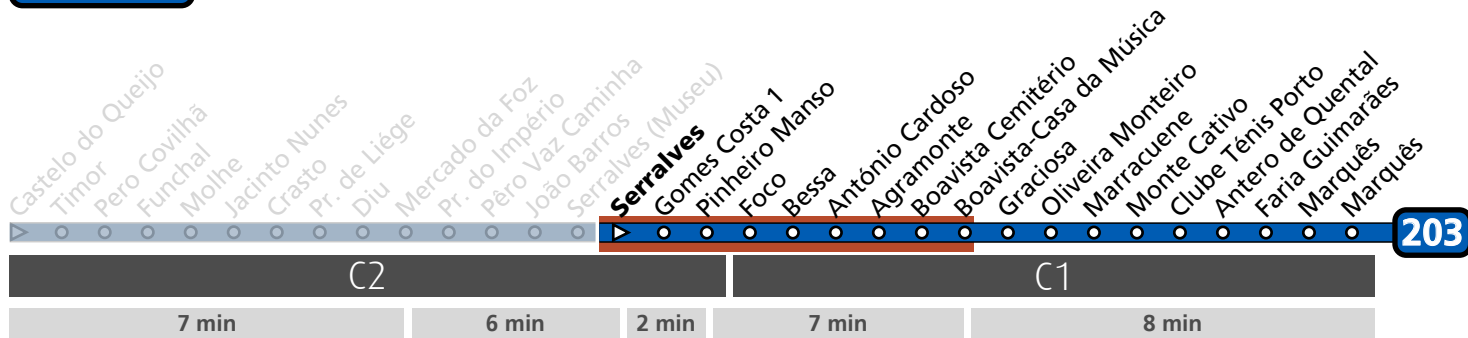 Castelo do Queijo
Timor
Pero Covilhã
Funchal
Molhe
Jacinto Nunes
Crasto
Pr. de Liége
Diu
Mercado da Foz
Pr. do Império
Pêro Vaz Caminha
João Barros
Serralves (Museu)
Serralves
Gomes Costa 1
Pinheiro Manso
Foco
Bessa
António Cardoso
Agramonte
Boavista Cemitério
Boavista-Casa da Música
Graciosa
Oliveira Monteiro
Marracuene
Monte Cativo
Clube Ténis Porto
Antero de Quental
Faria Guimarães
Marquês
Marquês
203
C2
C1
7 min
6 min
2 min
7 min
8 min